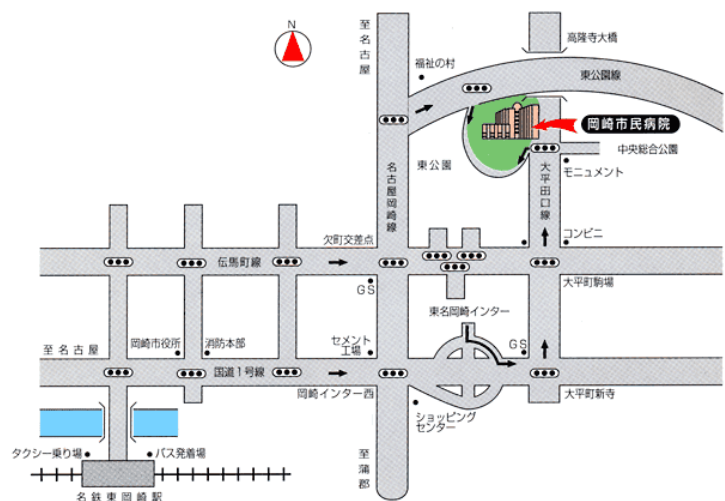 N
至名古屋
高隆寺大橋
福祉の村
東公園線
岡崎市民病院
中央総合公園
東公園
モニュメント
名古屋岡崎線
大平田口線
欠町交差点
コンビニ
伝馬町線
GS
大平町駒場
東名岡崎インター
岡崎市役所
消防本部
セメント
工場
GS
至名古屋
国道1号線
岡崎インター西
大平町新寺
ショッピング
センター
タクシー乗り場
バス発着場
至蒲郡
名鉄東岡崎駅